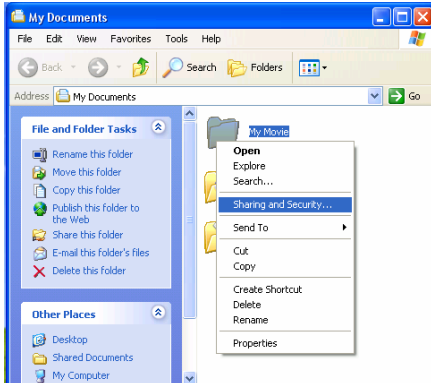 My Documents
File Edit View Favorites Tools Help
Back Search Folders
Address My Documents Go
File and Folder Tasks
Rename this folder
Move this folder
Copy this folder
Publish this folder to
the Web
Share this folder
E-mail this folder's files
Delete this folder
Other Places
Desktop
Shared Documents
My Computer
My Movie
Open
Explore
Search...
Sharing and Security...
Send To
Cut
Copy
Create Shortcut
Delete
Rename
Properties